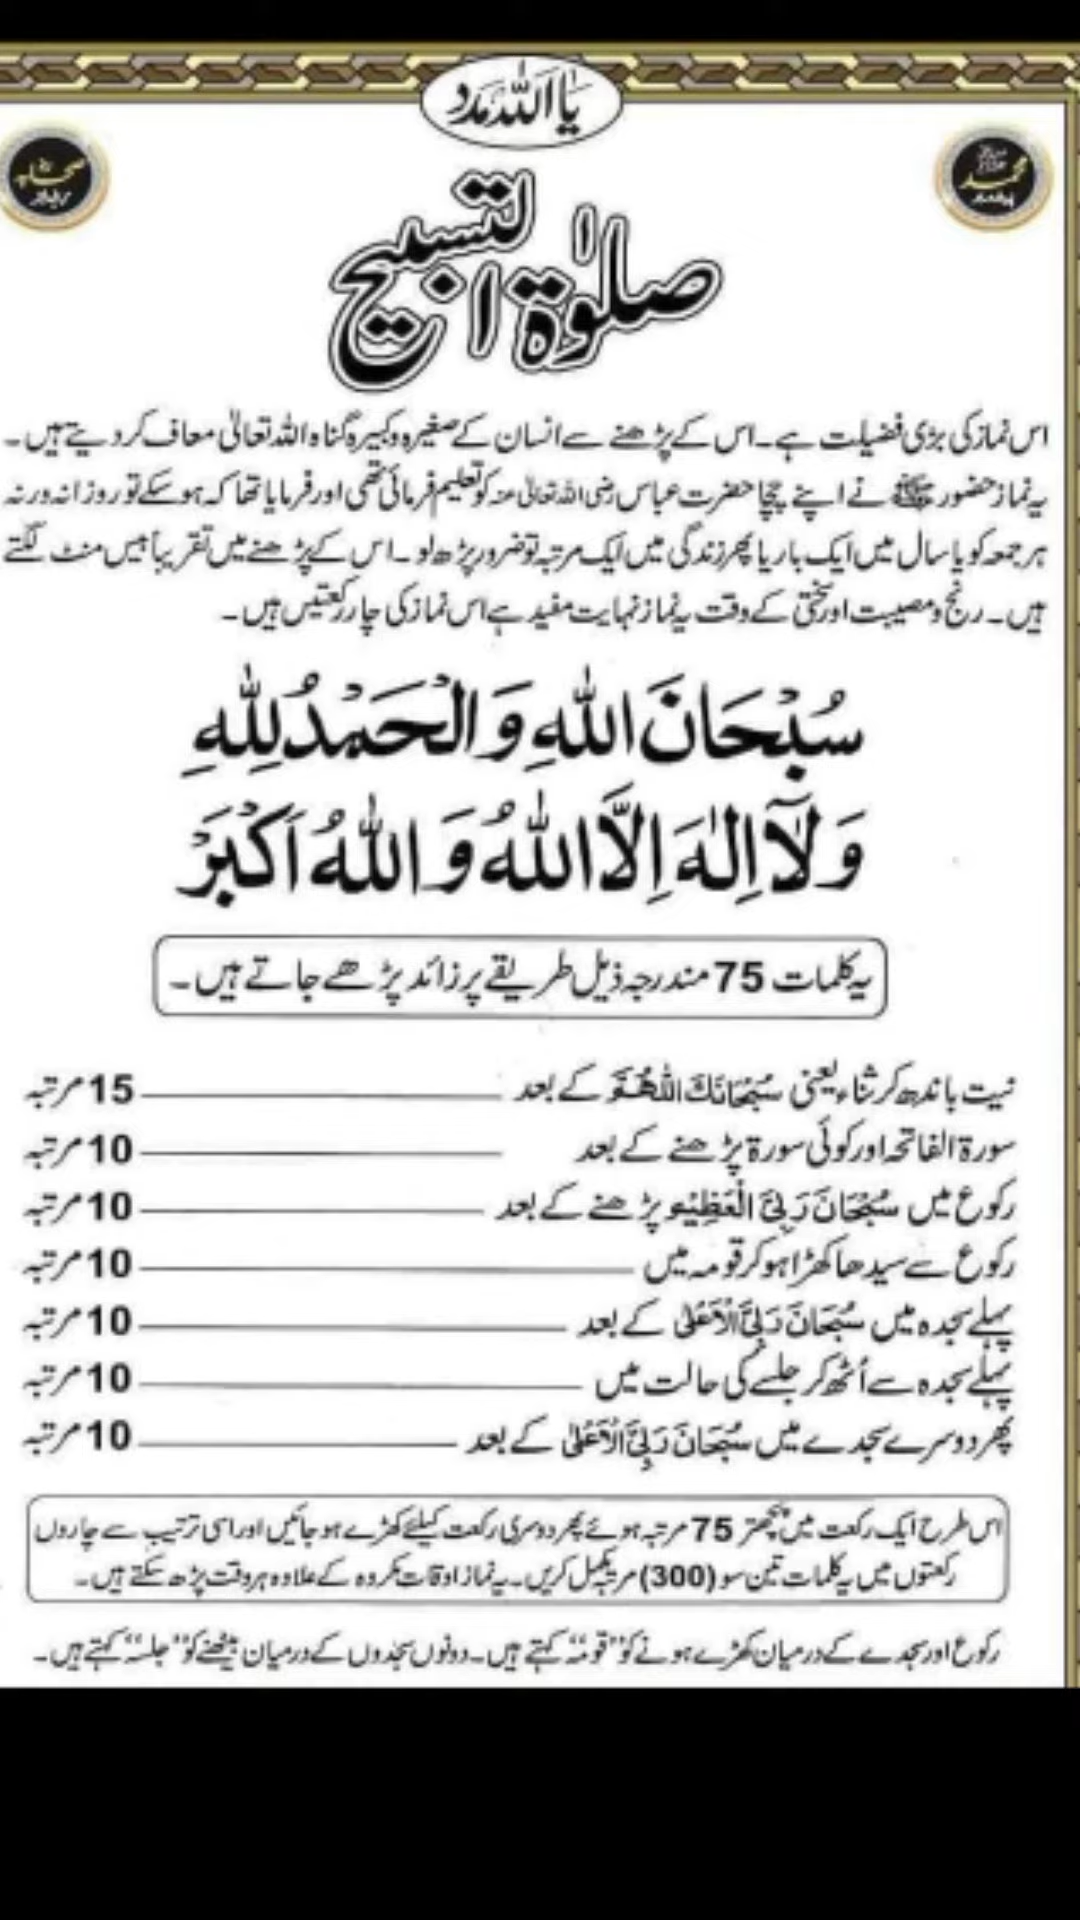 یا اللہ مدد
صلوٰۃ التسبیح
اس نماز کی بڑی فضیلت ہے۔ اس کے پڑھنے سے انسان کے صغیرہ و کبیرہ گناہ اللہ تعالیٰ معاف کر دیتے ہیں۔
یہ نماز حضور ﷺ نے اپنے چچا حضرت عباس رضی اللہ تعالیٰ عنہ کو تعلیم فرمائی تھی اور فرمایا تھا کہ ہو سکے تو روزانہ ورنہ
ہر جمعہ کو یا سال میں ایک بار یا پھر زندگی میں ایک مرتبہ تو ضرور پڑھ لو۔ اس کے پڑھنے میں تقریباً بیس منٹ لگتے
ہیں۔ رنج و مصیبت اور سختی کے وقت یہ نماز نہایت مفید ہے اس نماز کی چار رکعتیں ہیں۔
سُبْحَانَ اللّٰهِ وَالْحَمْدُ لِلّٰهِ
وَلَآ اِلٰهَ اِلَّا اللّٰهُ وَاللّٰهُ اَكْبَرْ
یہ کلمات 75 مندرجہ ذیل طریقے پر زائد پڑھے جاتے ہیں۔
نیت باندھ کر ثناء یعنی سُبْحَانَكَ اللّٰهُمَّ کے بعد 15 مرتبہ
سورۃ الفاتحہ اور کوئی سورۃ پڑھنے کے بعد 10 مرتبہ
رکوع میں سُبْحَانَ رَبِّيَ الْعَظِيْم پڑھنے کے بعد 10 مرتبہ
رکوع سے سیدھا کھڑا ہو کر قومہ میں 10 مرتبہ
پہلے سجدہ میں سُبْحَانَ رَبِّيَ الْاَعْلٰی کے بعد 10 مرتبہ
پہلے سجدہ سے اُٹھ کر جلسے کی حالت میں 10 مرتبہ
پھر دوسرے سجدے میں سُبْحَانَ رَبِّيَ الْاَعْلٰی کے بعد 10 مرتبہ
اس طرح ایک رکعت میں پچھتر 75 مرتبہ ہوئے پھر دوسری رکعت کیلئے کھڑے ہو جائیں اور اسی ترتیب سے چاروں
رکعتوں میں یہ کلمات تین سو (300) مرتبہ مکمل کریں۔ یہ نماز اوقات مکروہ کے علاوہ ہر وقت پڑھ سکتے ہیں۔
رکوع اور سجدے کے درمیان کھڑے ہونے کو ”قومہ“ کہتے ہیں۔ دونوں سجدوں کے درمیان بیٹھنے کو ”جلسہ“ کہتے ہیں۔